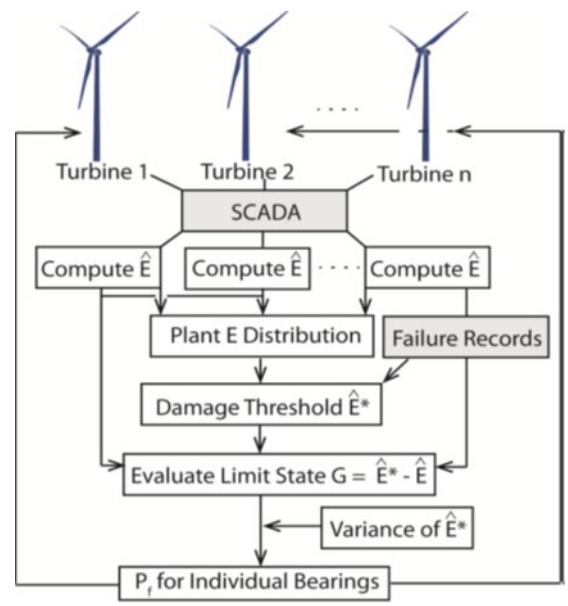 . . . .
Turbine 1
Turbine 2
Turbine n
SCADA
Compute Ê
Compute Ê
. . . . .
Compute Ê
Plant E Distribution
Failure Records
Damage Threshold Ê*
Evaluate Limit State G = Ê* - Ê
Variance of Ê*
P_f for Individual Bearings